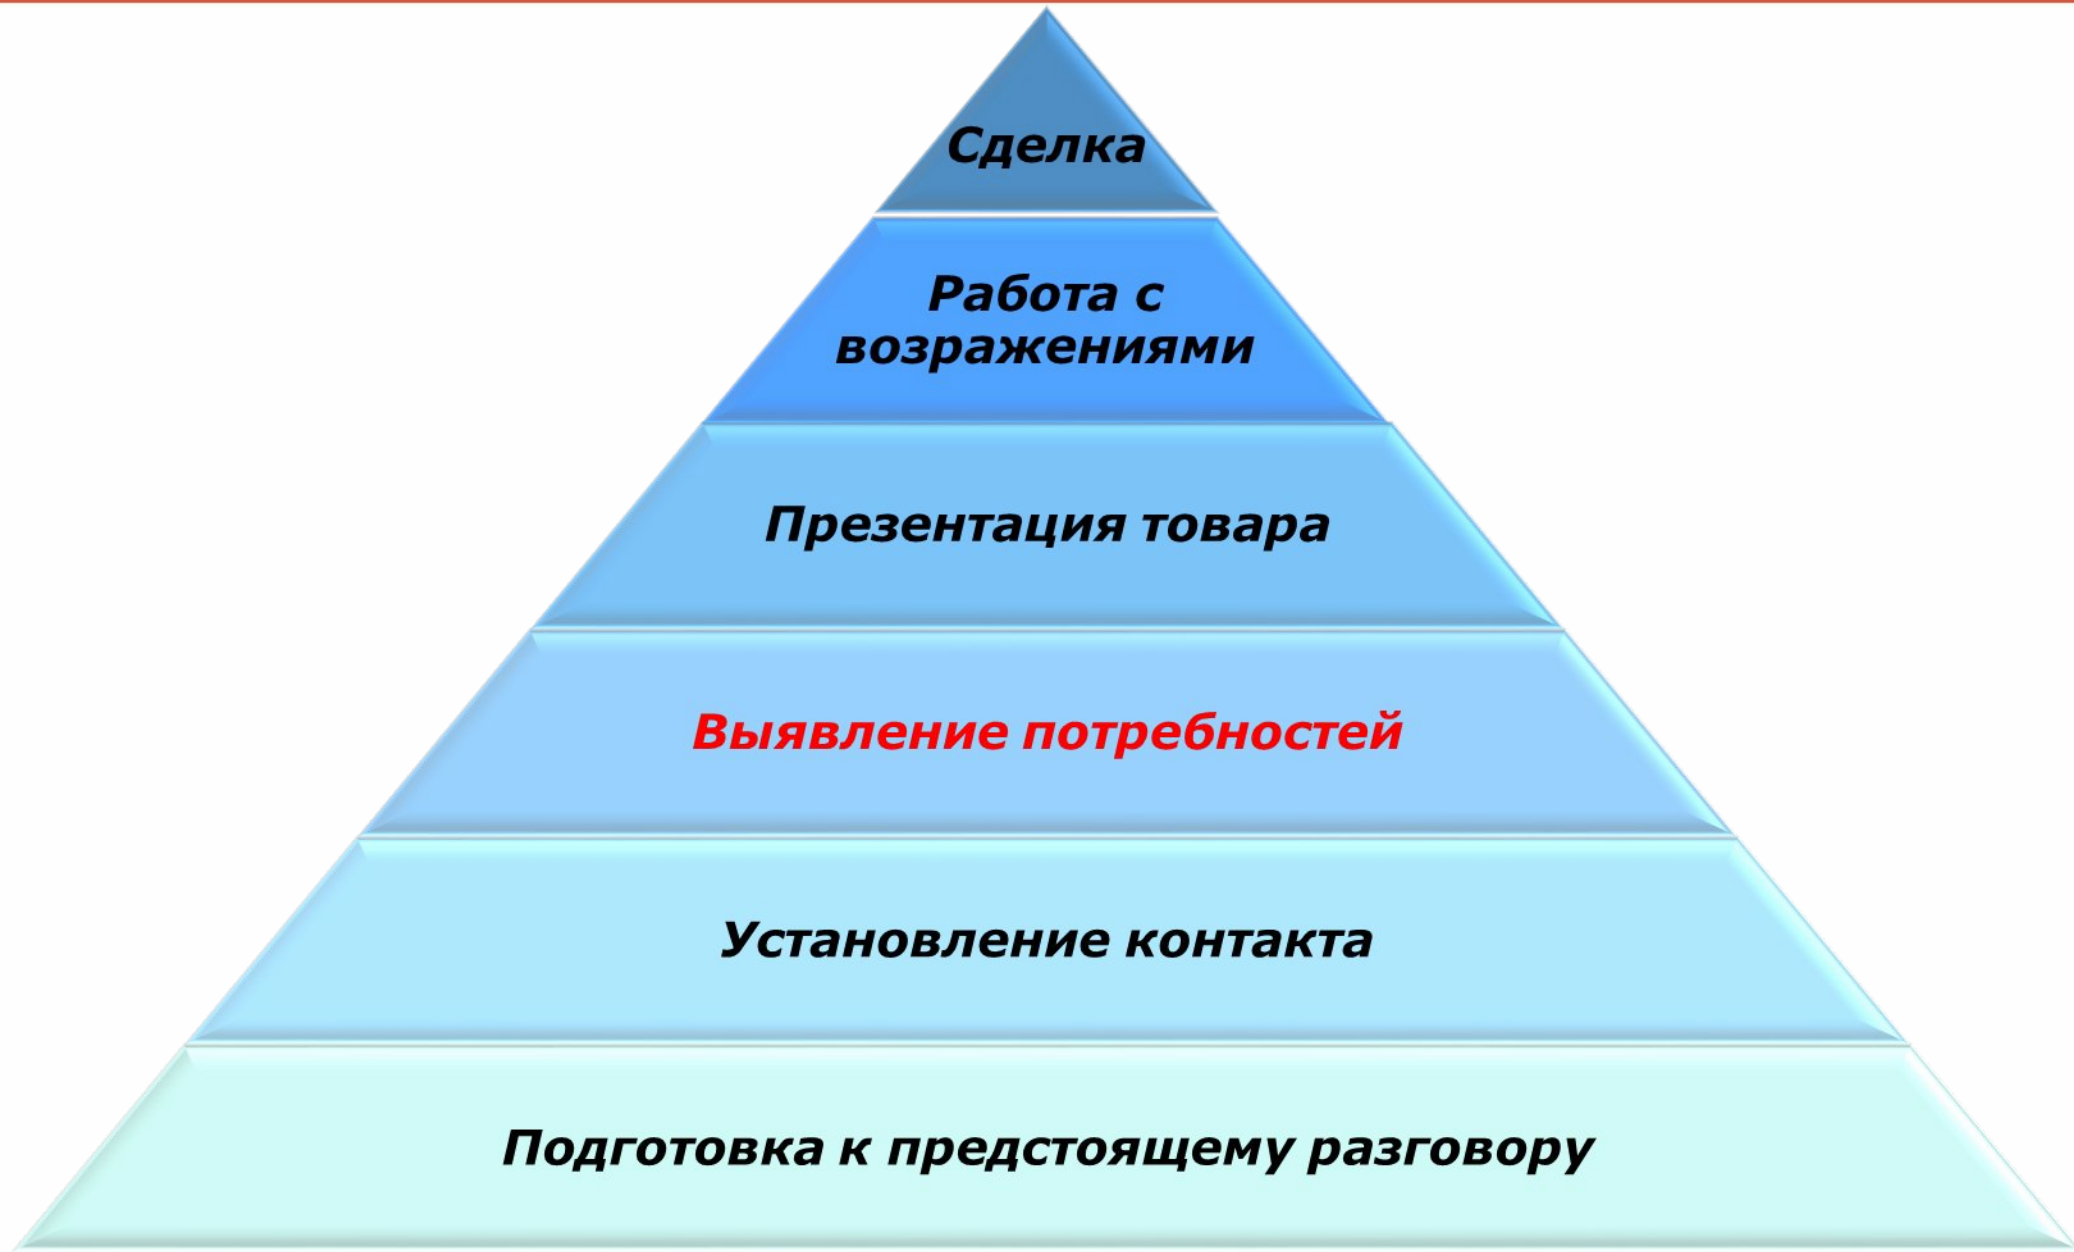 Сделка
Работа с
возражениями
Презентация товара
Выявление потребностей
Установление контакта
Подготовка к предстоящему разговору